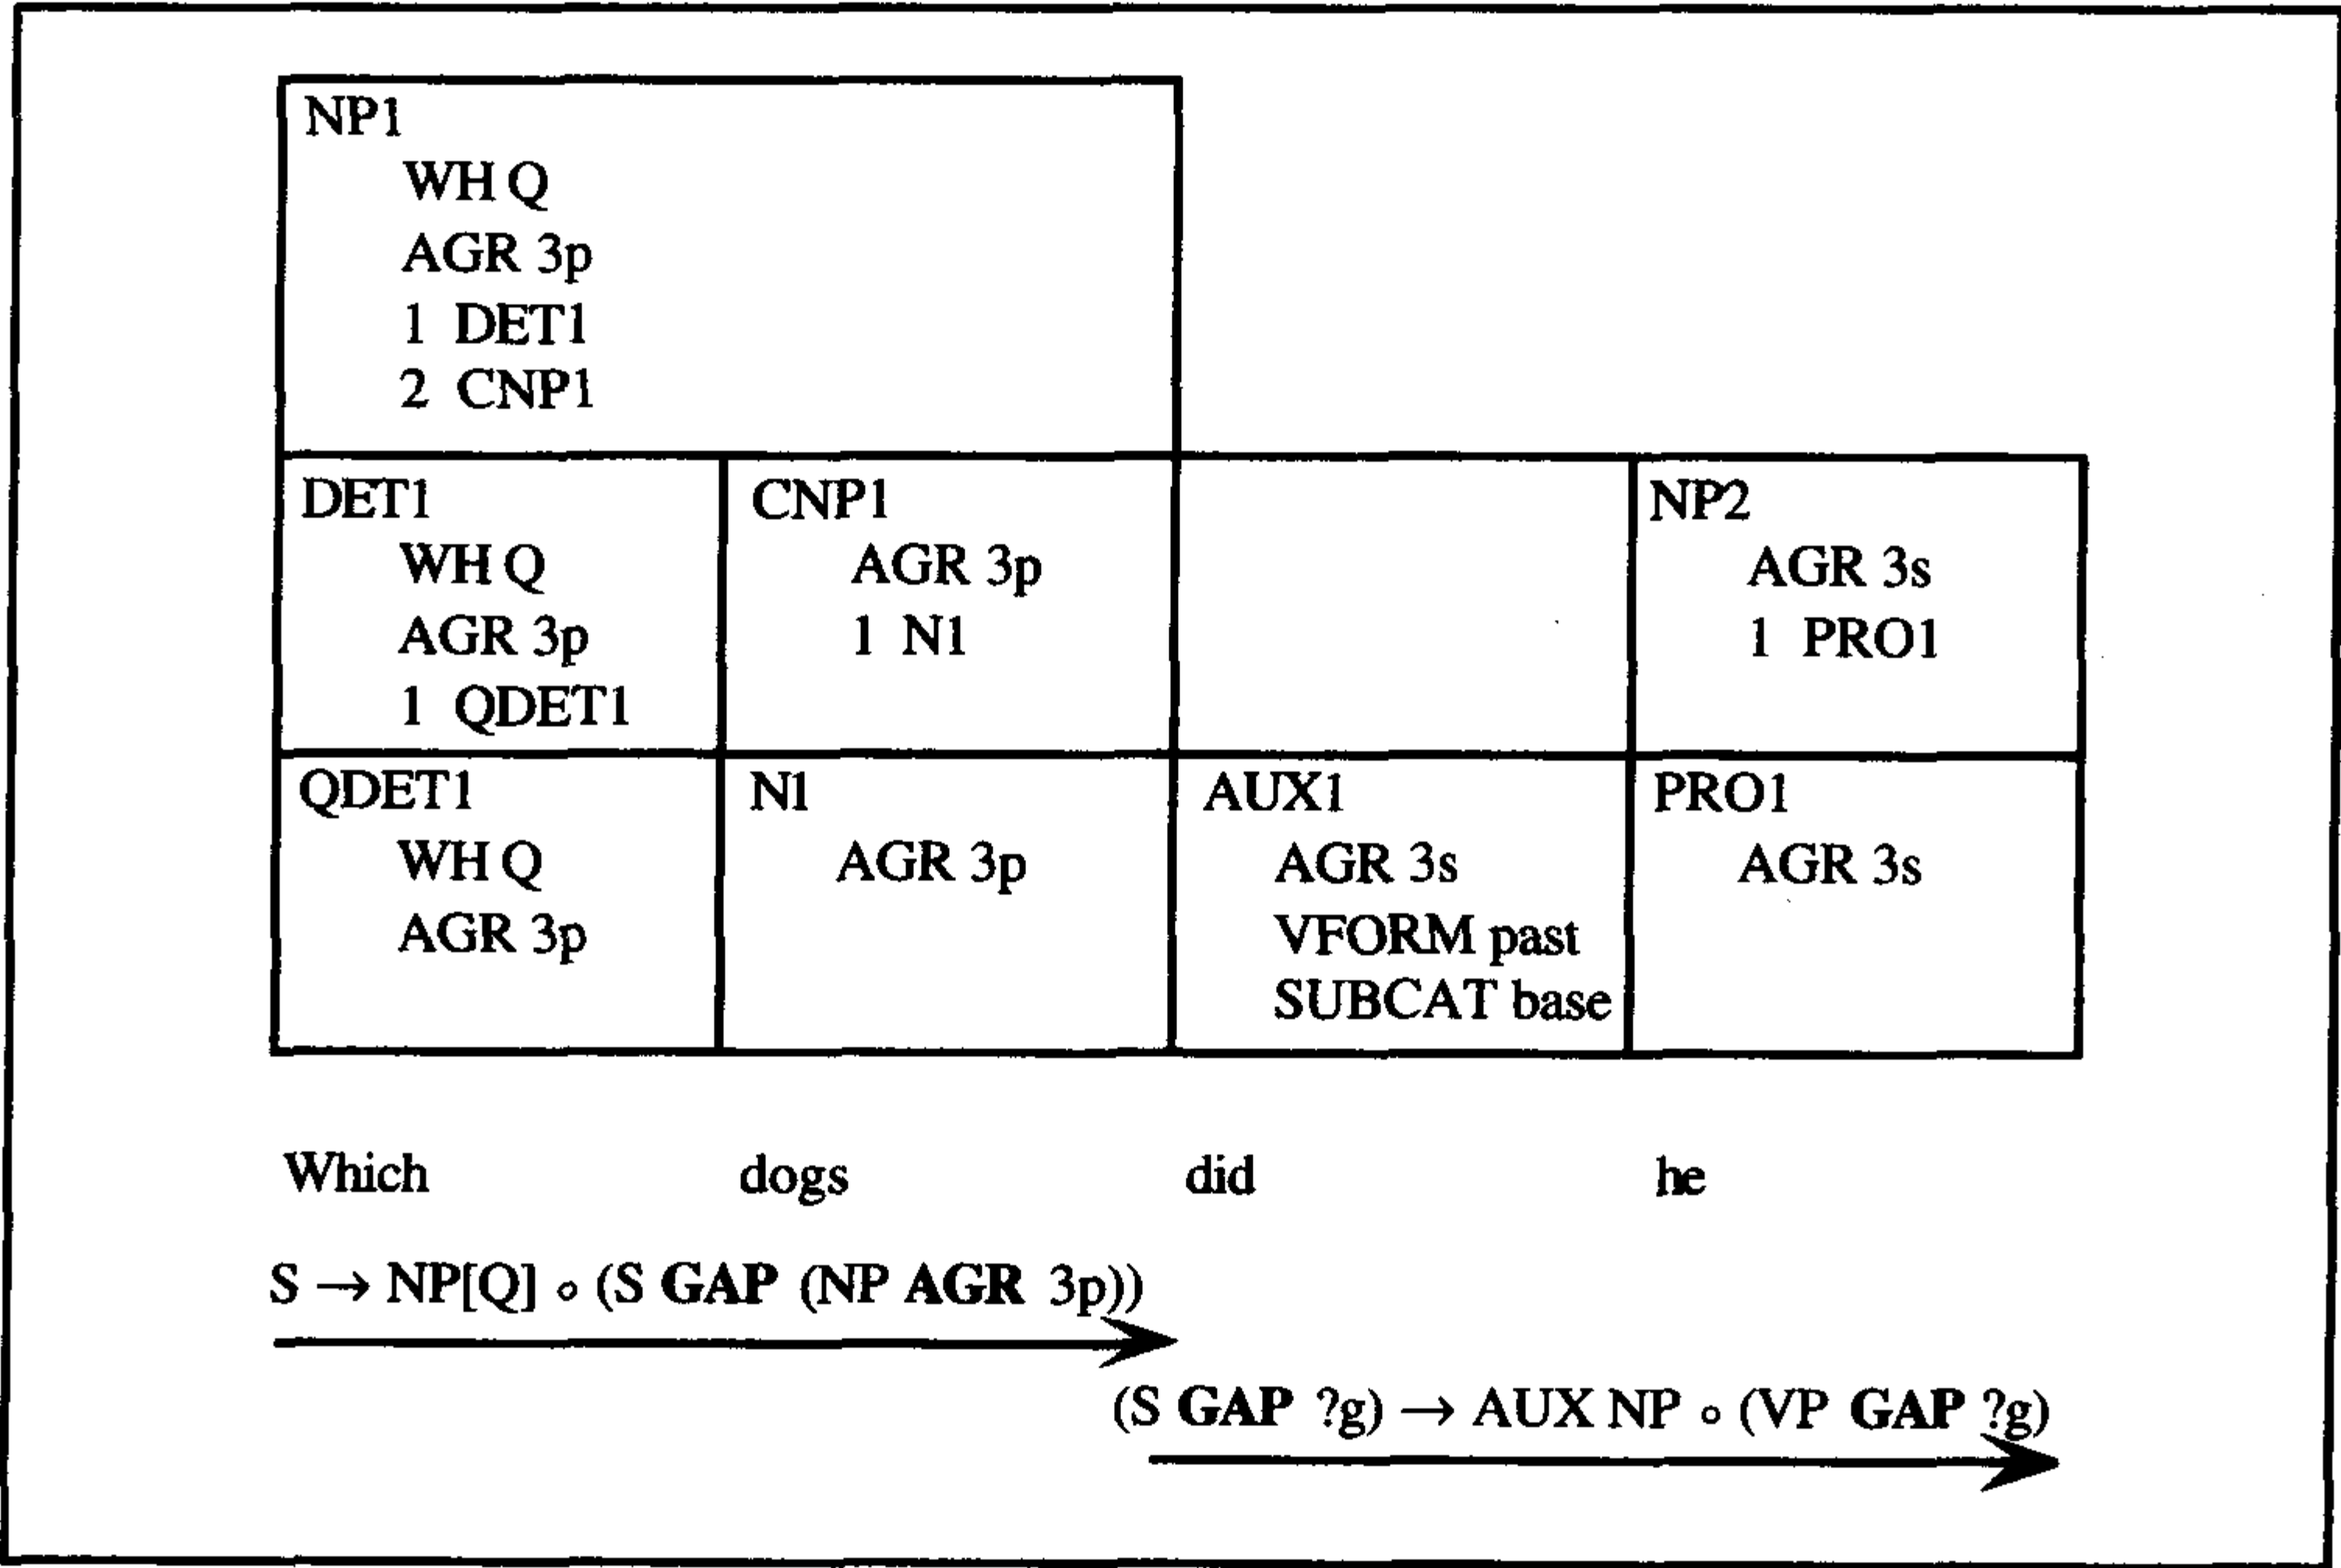 NP1
WH Q
AGR 3p
1 DET1
2 CNP1
DET1
WH Q
AGR 3p
1 QDET1
CNP1
AGR 3p
1 N1
NP2
AGR 3s
1 PRO1
QDET1
WH Q
AGR 3p
N1
AGR 3p
AUX1
AGR 3s
VFORM past
SUBCAT base
PRO1
AGR 3s
Which dogs did he
S → NP[Q] ∘ (S GAP (NP AGR 3p))
(S GAP ?g) → AUX NP ∘ (VP GAP ?g)